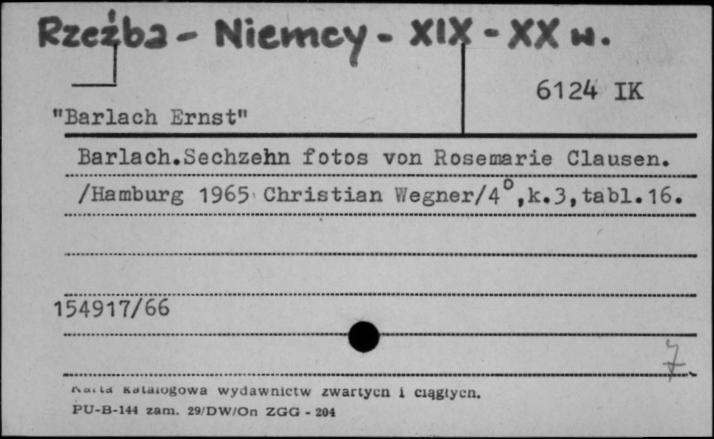 Rzeźba - Niemcy - XIX - XX w.
6124 IK
"Barlach Ernst"
Barlach.Sechzehn fotos von Rosemarie Clausen.
/Hamburg 1965 Christian Wegner/4°,k.3,tabl.16.
154917/66
7
Karta katalogowa wydawnictw zwartych i ciągłych.
PU-B-144 zam. 29/DW/On ZGG - 204